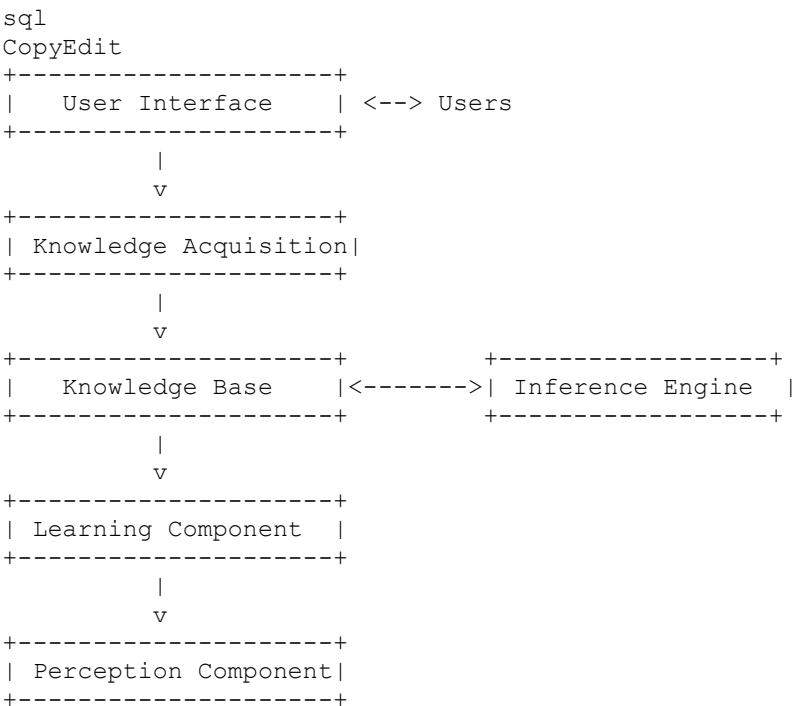 sql
CopyEdit
+---------------------+
|   User Interface    | <--> Users
+---------------------+
          |
          v
+---------------------+
| Knowledge Acquisition|
+---------------------+
          |
          v
+---------------------+         +------------------+
|   Knowledge Base    |<------->| Inference Engine  |
+---------------------+         +------------------+
          |
          v
+---------------------+
| Learning Component  |
+---------------------+
          |
          v
+---------------------+
| Perception Component|
+---------------------+